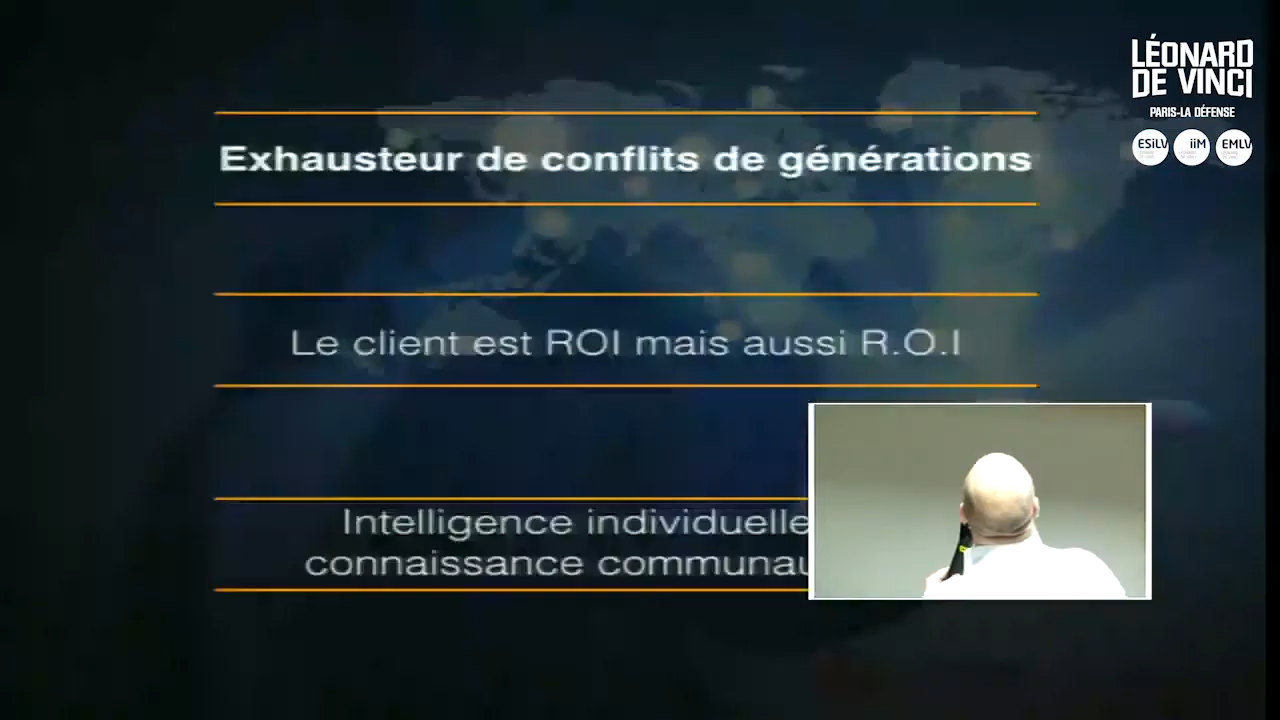 LÉONARD
DE VINCI
PARIS-LA DÉFENSE
ESILV
iiM
EMLV
Exhausteur de conflits de générations
Le client est ROI mais aussi R.O.I
Intelligence individuelle
connaissance communau